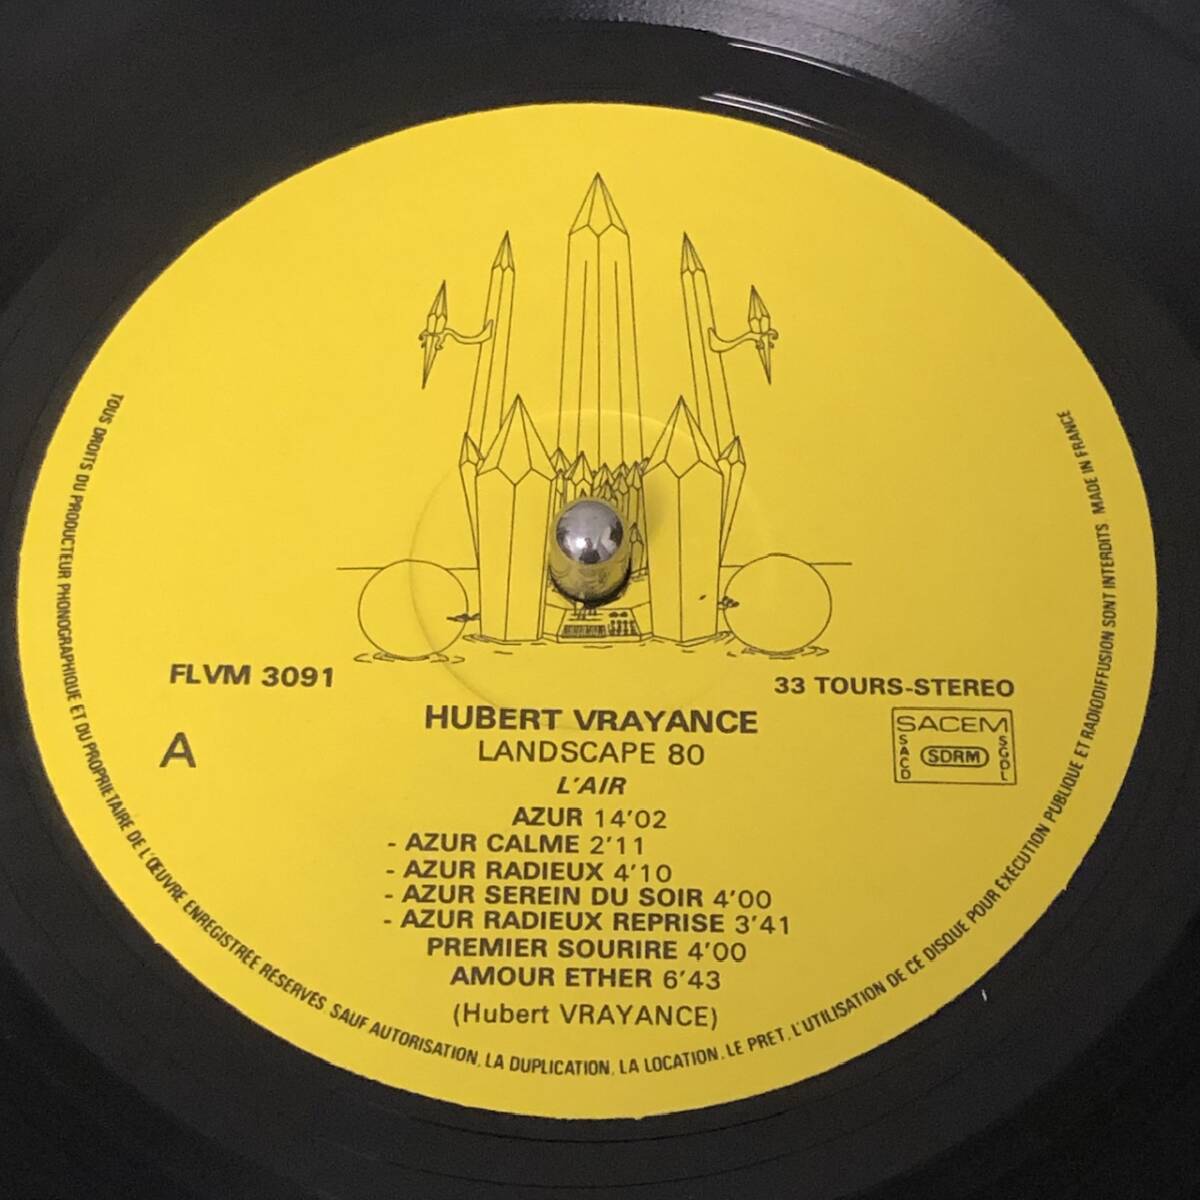 FLVM 3091
33 TOURS-STEREO
A
SACEM
SACD
SDRM
SGDL
HUBERT VRAYANCE
LANDSCAPE 80
L'AIR
AZUR 14'02
- AZUR CALME 2'11
- AZUR RADIEUX 4'10
- AZUR SEREIN DU SOIR 4'00
- AZUR RADIEUX REPRISE 3'41
PREMIER SOURIRE 4'00
AMOUR ETHER 6'43
(Hubert VRAYANCE)
TOUS DROITS DU PRODUCTEUR PHONOGRAPHIQUE ET DU PROPRIETAIRE DE L'ŒUVRE ENREGISTRÉE RÉSERVÉS. SAUF AUTORISATION, LA DUPLICATION, LA LOCATION, LE PRET, L'UTILISATION DE CE DISQUE POUR EXÉCUTION PUBLIQUE ET RADIODIFFUSION SONT INTERDITS MADE IN FRANCE